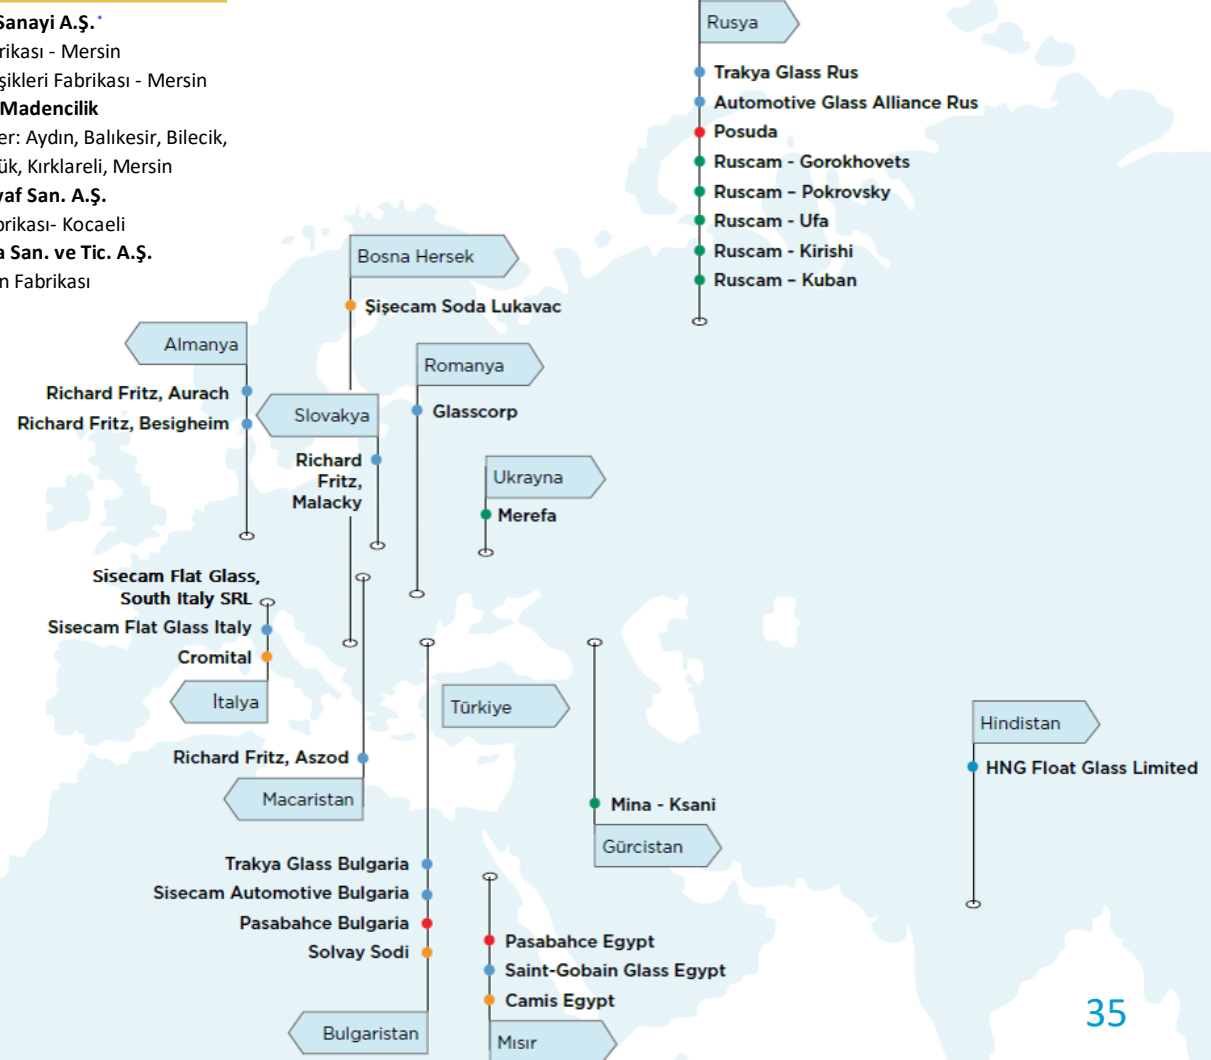 Sanayi A.Ş.*
rikası - Mersin
şikleri Fabrikası - Mersin
Madencilik
er: Aydın, Balıkesir, Bilecik,
ük, Kırklareli, Mersin
yaf San. A.Ş.
brikası- Kocaeli
a San. ve Tic. A.Ş.
n Fabrikası
Rusya
Trakya Glass Rus
Automotive Glass Alliance Rus
Posuda
Ruscam - Gorokhovets
Ruscam – Pokrovsky
Ruscam - Ufa
Ruscam - Kirishi
Ruscam – Kuban
Bosna Hersek
Şişecam Soda Lukavac
Almanya
Richard Fritz, Aurach
Richard Fritz, Besigheim
Romanya
Glasscorp
Slovakya
Richard
Fritz,
Malacky
Ukrayna
Merefa
Sisecam Flat Glass,
South Italy SRL
Sisecam Flat Glass Italy
Cromital
İtalya
Türkiye
Richard Fritz, Aszod
Macaristan
Hindistan
HNG Float Glass Limited
Mina - Ksani
Gürcistan
Trakya Glass Bulgaria
Sisecam Automotive Bulgaria
Pasabahce Bulgaria
Solvay Sodi
Bulgaristan
Pasabahce Egypt
Saint-Gobain Glass Egypt
Camis Egypt
Mısır
35